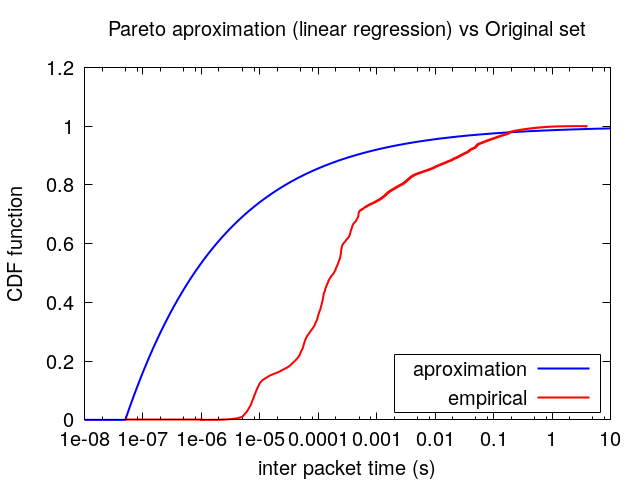 Pareto aproximation (linear regression) vs Original set
1.2
1
0.8
0.6
0.4
0.2
0
CDF function
aproximation
empirical
1e-08 1e-07 1e-06 1e-05 0.0001 0.001 0.01 0.1 1 10
inter packet time (s)